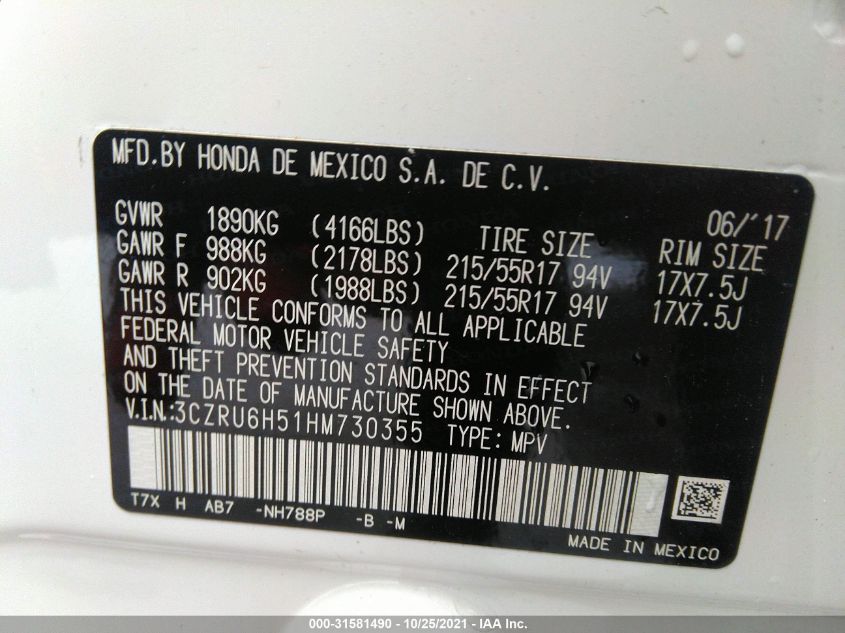 MFD.BY HONDA DE MEXICO S.A. DE C.V.
06/'17
GVWR 1890KG (4166LBS) TIRE SIZE RIM SIZE
GAWR F 988KG (2178LBS) 215/55R17 94V 17X7.5J
GAWR R 902KG (1988LBS) 215/55R17 94V 17X7.5J
THIS VEHICLE CONFORMS TO ALL APPLICABLE
FEDERAL MOTOR VEHICLE SAFETY
AND THEFT PREVENTION STANDARDS IN EFFECT
ON THE DATE OF MANUFACTURE SHOWN ABOVE.
V.I.N.:3CZRU6H51HM730355 TYPE: MPV
T7X H AB7 -NH788P -B -M
MADE IN MEXICO
000-31581490 - 10/25/2021 - IAA Inc.